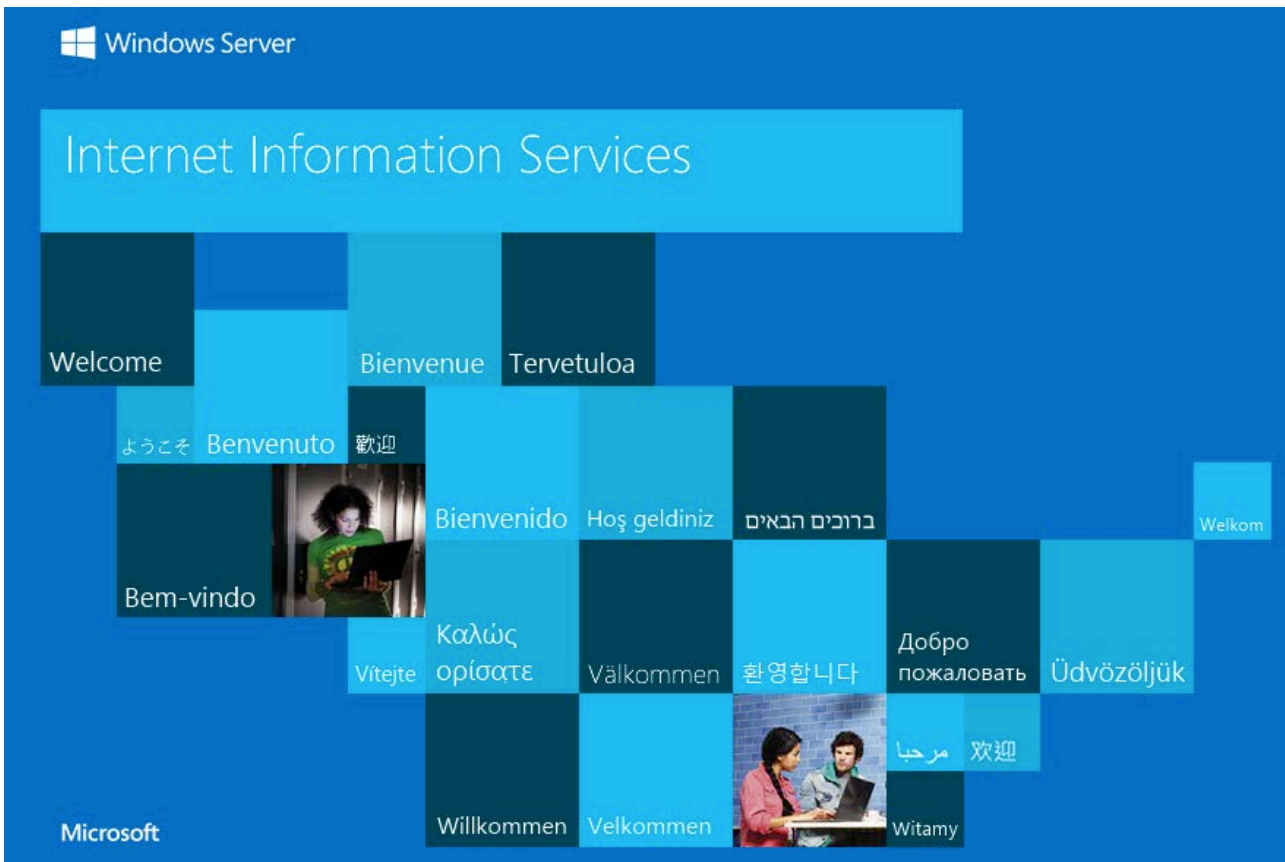 Windows Server
Internet Information Services
Welcome
Bienvenue
Tervetuloa
ようこそ
Benvenuto
歡迎
Bienvenido
Hoş geldiniz
ברוכים הבאים
Welkom
Bem-vindo
Vítejte
Καλώς
ορίσατε
Välkommen
환영합니다
Добро
пожаловать
Üdvözöljük
مرحبا
欢迎
Willkommen
Velkommen
Witamy
Microsoft